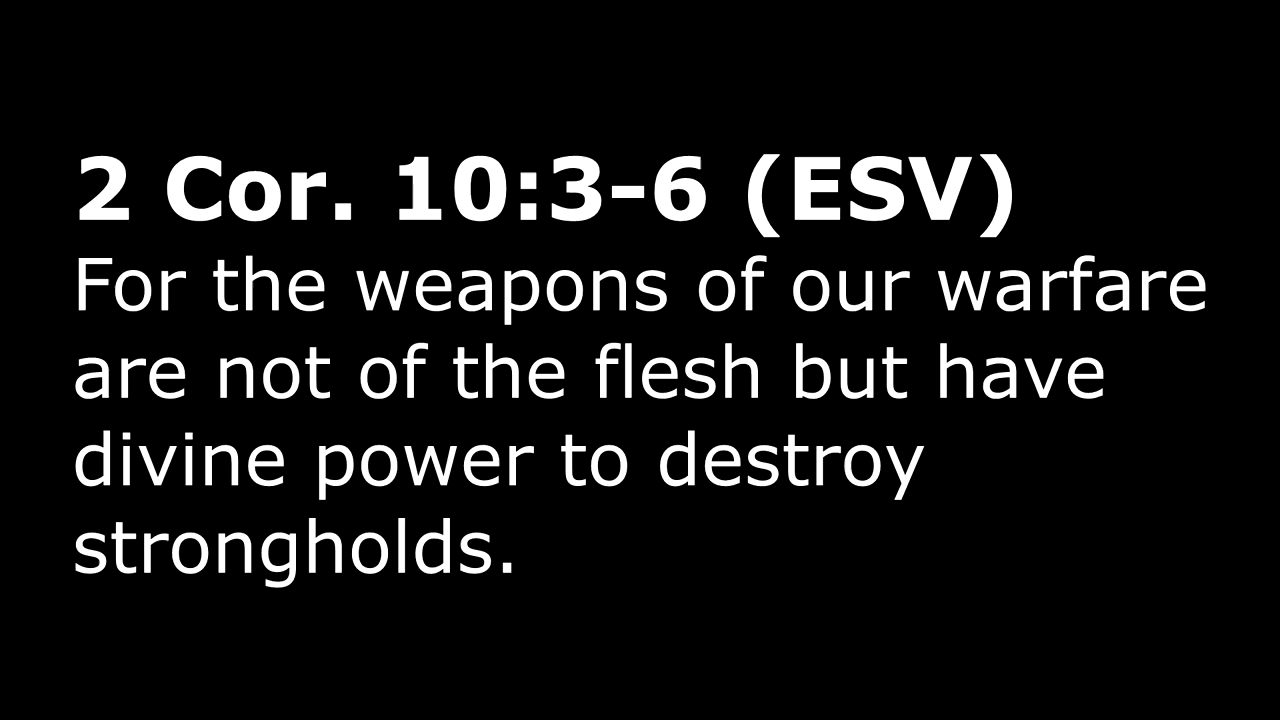 2 Cor. 10:3-6 (ESV)
For the weapons of our warfare
are not of the flesh but have
divine power to destroy
strongholds.